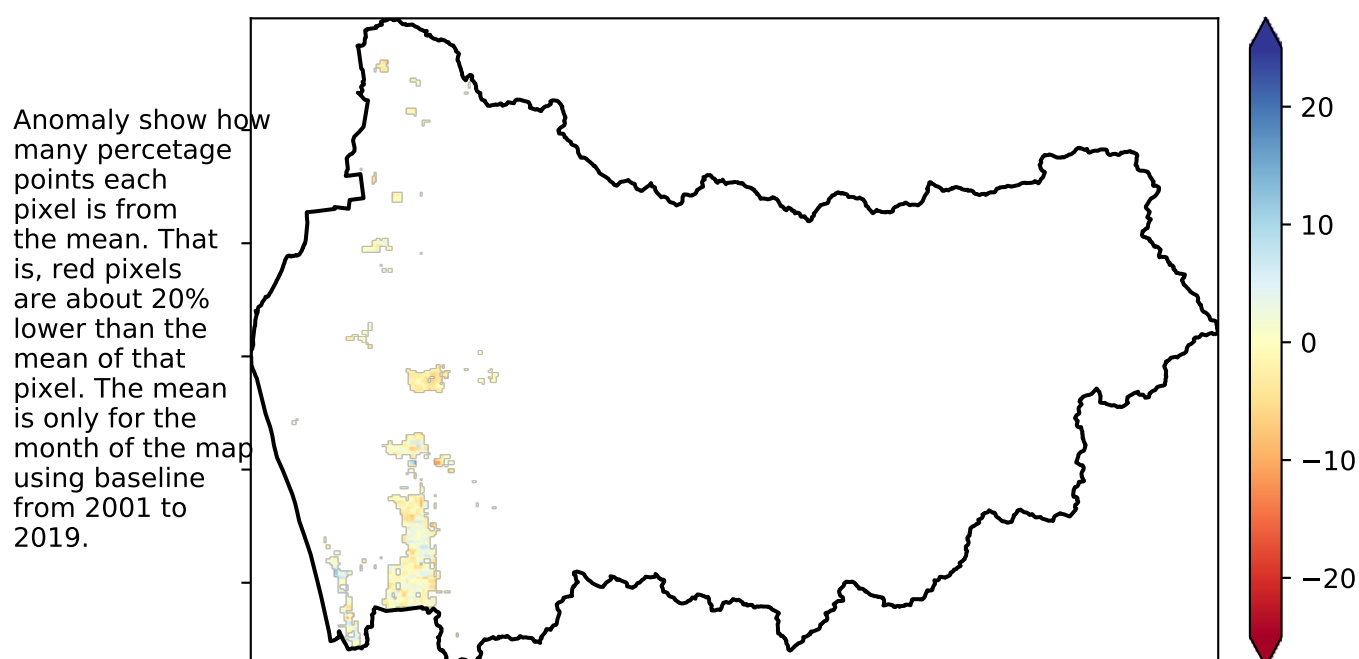 Anomaly show how
many percetage
points each
pixel is from
the mean. That
is, red pixels
are about 20%
lower than the
mean of that
pixel. The mean
is only for the
month of the map
using baseline
from 2001 to
2019.
20
10
0
−10
−20